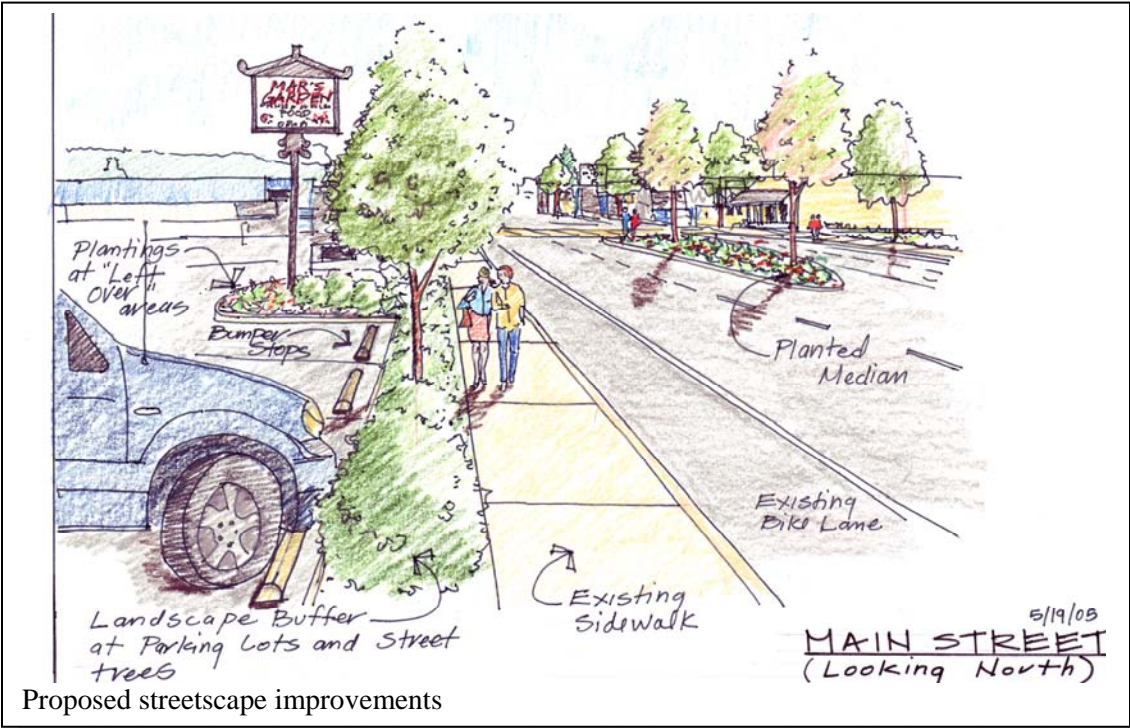 MAR'S
GARDEN
FOOD
Plantings
at "Left
Over"
areas
Bumper
Stops
Planted
Median
Existing
Bike Lane
Landscape Buffer
at Parking Lots and Street
trees
Existing
Sidewalk
5/19/05
MAIN STREET
(Looking North)
Proposed streetscape improvements